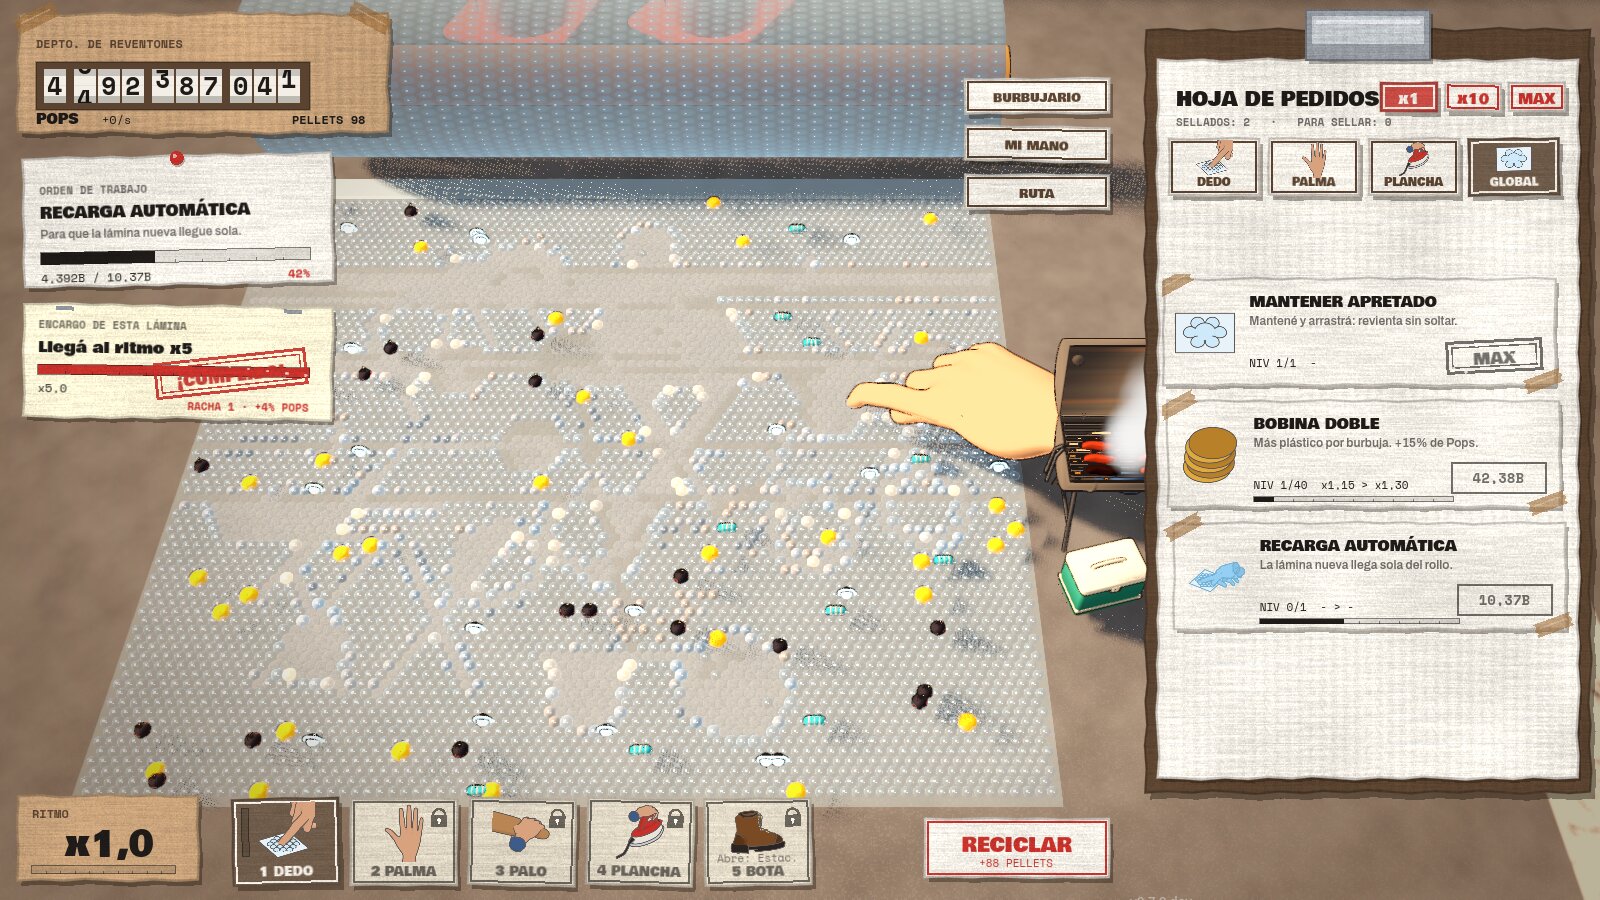 DEPTO. DE REVENTONES
4 492 387 041
POPS +0/s PELLETS 98
ORDEN DE TRABAJO
RECARGA AUTOMÁTICA
Para que la lámina nueva llegue sola.
4,392B / 10,37B 42%
ENCARGO DE ESTA LÁMINA
Llegá al ritmo x5
x5,0
RACHA 1 · +4% POPS
BURBUJARIO
MI MANO
RUTA
HOJA DE PEDIDOS x1 x10 MAX
SELLADOS: 2 · PARA SELLAR: 0
DEDO PALMA PLANCHA GLOBAL
MANTENER APRETADO
Mantené y arrastrá: revienta sin soltar.
NIV 1/1 -
MAX
BOBINA DOBLE
Más plástico por burbuja. +15% de Pops.
NIV 1/40 x1,15 > x1,30
42,38B
RECARGA AUTOMÁTICA
La lámina nueva llega sola del rollo.
NIV 0/1 - > -
10,37B
RITMO
x1,0
1 DEDO
2 PALMA
3 PALO
4 PLANCHA
Abre: Estac.
5 BOTA
RECICLAR
+88 PELLETS